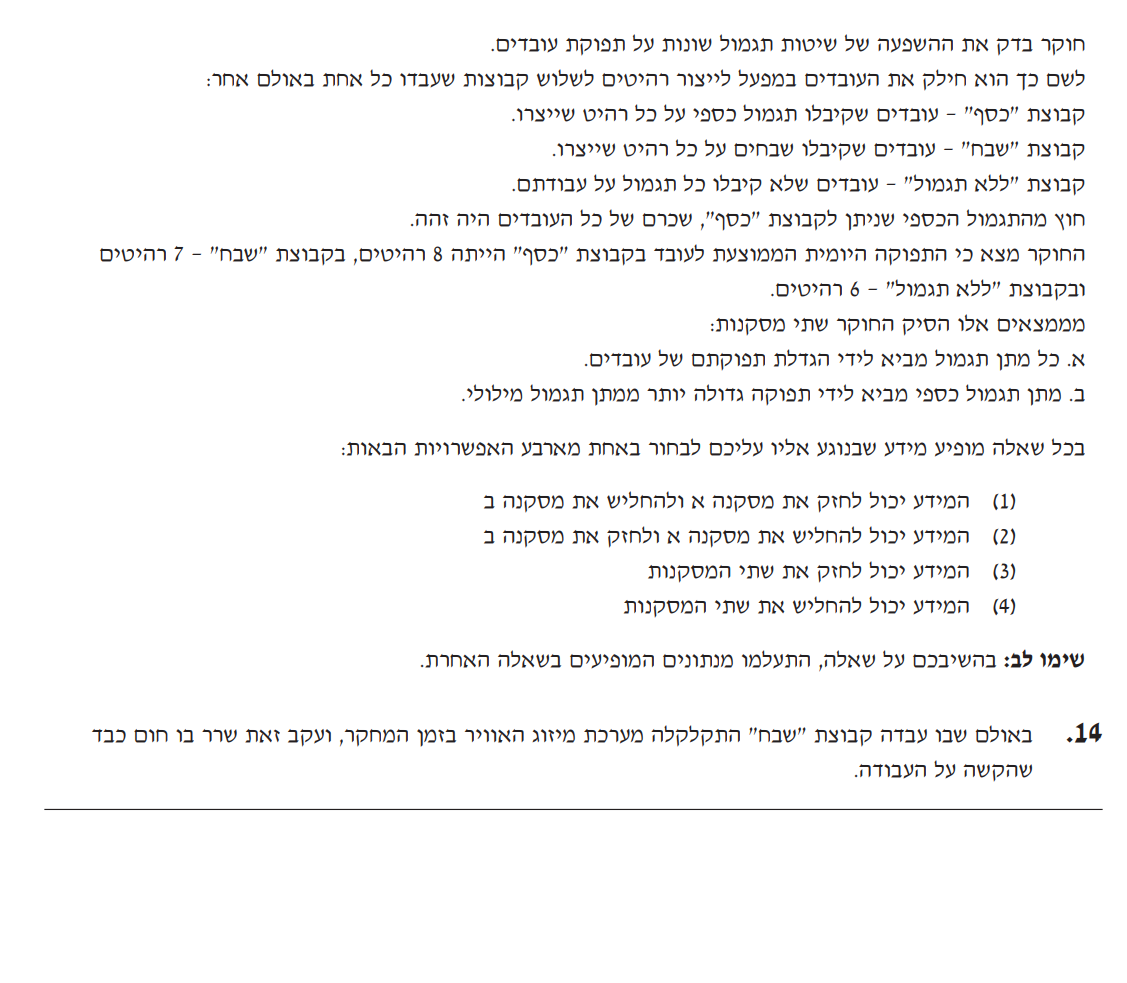 חוקר בדק את ההשפעה של שיטות תגמול שונות על תפוקת עובדים.
לשם כך הוא חילק את העובדים במפעל לייצור רהיטים לשלוש קבוצות שעבדו כל אחת באולם אחר:
קבוצת "כסף" – עובדים שקיבלו תגמול כספי על כל רהיט שייצרו.
קבוצת "שבח" – עובדים שקיבלו שבחים על כל רהיט שייצרו.
קבוצת "ללא תגמול" – עובדים שלא קיבלו כל תגמול על עבודתם.
חוץ מהתגמול הכספי שניתן לקבוצת "כסף", שכרם של כל העובדים היה זהה.
החוקר מצא כי התפוקה היומית הממוצעת לעובד בקבוצת "כסף" הייתה 8 רהיטים, בקבוצת "שבח" – 7 רהיטים
ובקבוצת "ללא תגמול" – 6 רהיטים.
מממצאים אלו הסיק החוקר שתי מסקנות:
א. כל מתן תגמול מביא לידי הגדלת תפוקתם של עובדים.
ב. מתן תגמול כספי מביא לידי תפוקה גדולה יותר ממתן תגמול מילולי.
בכל שאלה מופיע מידע שבנוגע אליו עליכם לבחור באחת מארבע האפשרויות הבאות:
(1) המידע יכול לחזק את מסקנה א ולהחליש את מסקנה ב
(2) המידע יכול להחליש את מסקנה א ולחזק את מסקנה ב
(3) המידע יכול לחזק את שתי המסקנות
(4) המידע יכול להחליש את שתי המסקנות
שימו לב: בהשיבכם על שאלה, התעלמו מנתונים המופיעים בשאלה האחרת.
14. באולם שבו עבדה קבוצת "שבח" התקלקלה מערכת מיזוג האוויר בזמן המחקר, ועקב זאת שרר בו חום כבד
שהקשה על העבודה.